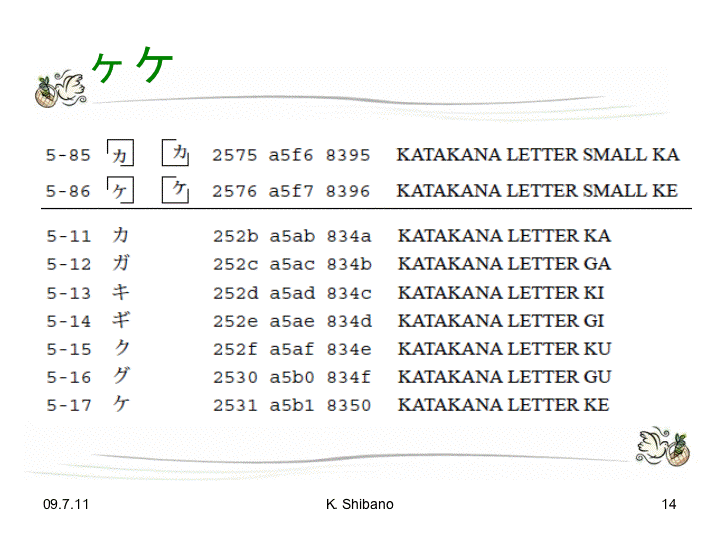 ヶケ
5-85 ヵ ヵ 2575 a5f6 8395 KATAKANA LETTER SMALL KA
5-86 ヶ ヶ 2576 a5f7 8396 KATAKANA LETTER SMALL KE
5-11 カ 252b a5ab 834a KATAKANA LETTER KA
5-12 ガ 252c a5ac 834b KATAKANA LETTER GA
5-13 キ 252d a5ad 834c KATAKANA LETTER KI
5-14 ギ 252e a5ae 834d KATAKANA LETTER GI
5-15 ク 252f a5af 834e KATAKANA LETTER KU
5-16 グ 2530 a5b0 834f KATAKANA LETTER GU
5-17 ケ 2531 a5b1 8350 KATAKANA LETTER KE
09.7.11 K. Shibano 14